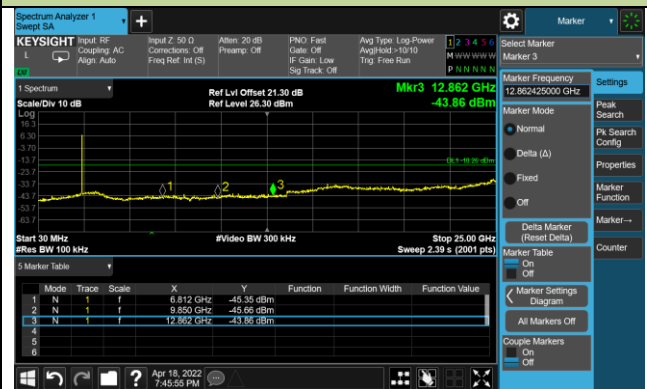 Spectrum Analyzer 1
Swept SA
Marker
KEYSIGHT
L
Input: RF
Coupling: AC
Align: Auto
Input Z: 50 Ω
Corrections: Off
Freq Ref: Int (S)
Atten: 20 dB
Preamp: Off
PNO: Fast
Gate: Off
IF Gain: Low
Sig Track: Off
Avg Type: Log-Power
Avg|Hold:>10/10
Trig: Free Run
1 2 3 4 5 6
M W W W W W
P N N N N N
Select Marker
Marker 3
1 Spectrum
Scale/Div 10 dB
Ref Lvl Offset 21.30 dB
Ref Level 26.30 dBm
Mkr3 12.862 GHz
-43.86 dBm
Log
16.3
6.30
-3.70
-13.7
-23.7
-33.7
-43.7
-53.7
-63.7
DL1 -18.26 dBm
1
2
3
Start 30 MHz
#Res BW 100 kHz
#Video BW 300 kHz
Stop 25.00 GHz
Sweep 2.39 s (2001 pts)
5 Marker Table
Mode Trace Scale X Y Function Function Width Function Value
1 N 1 f 6.812 GHz -45.35 dBm
2 N 1 f 9.850 GHz -45.66 dBm
3 N 1 f 12.862 GHz -43.86 dBm
4
5
6
Marker Frequency
12.862425000 GHz
Marker Mode
Normal
Delta (Δ)
Fixed
Off
Delta Marker
(Reset Delta)
Marker Table
On
Off
Marker Settings
Diagram
All Markers Off
Couple Markers
On
Off
Settings
Peak
Search
Pk Search
Config
Properties
Marker
Function
Marker→
Counter
?
Apr 18, 2022
7:45:55 PM